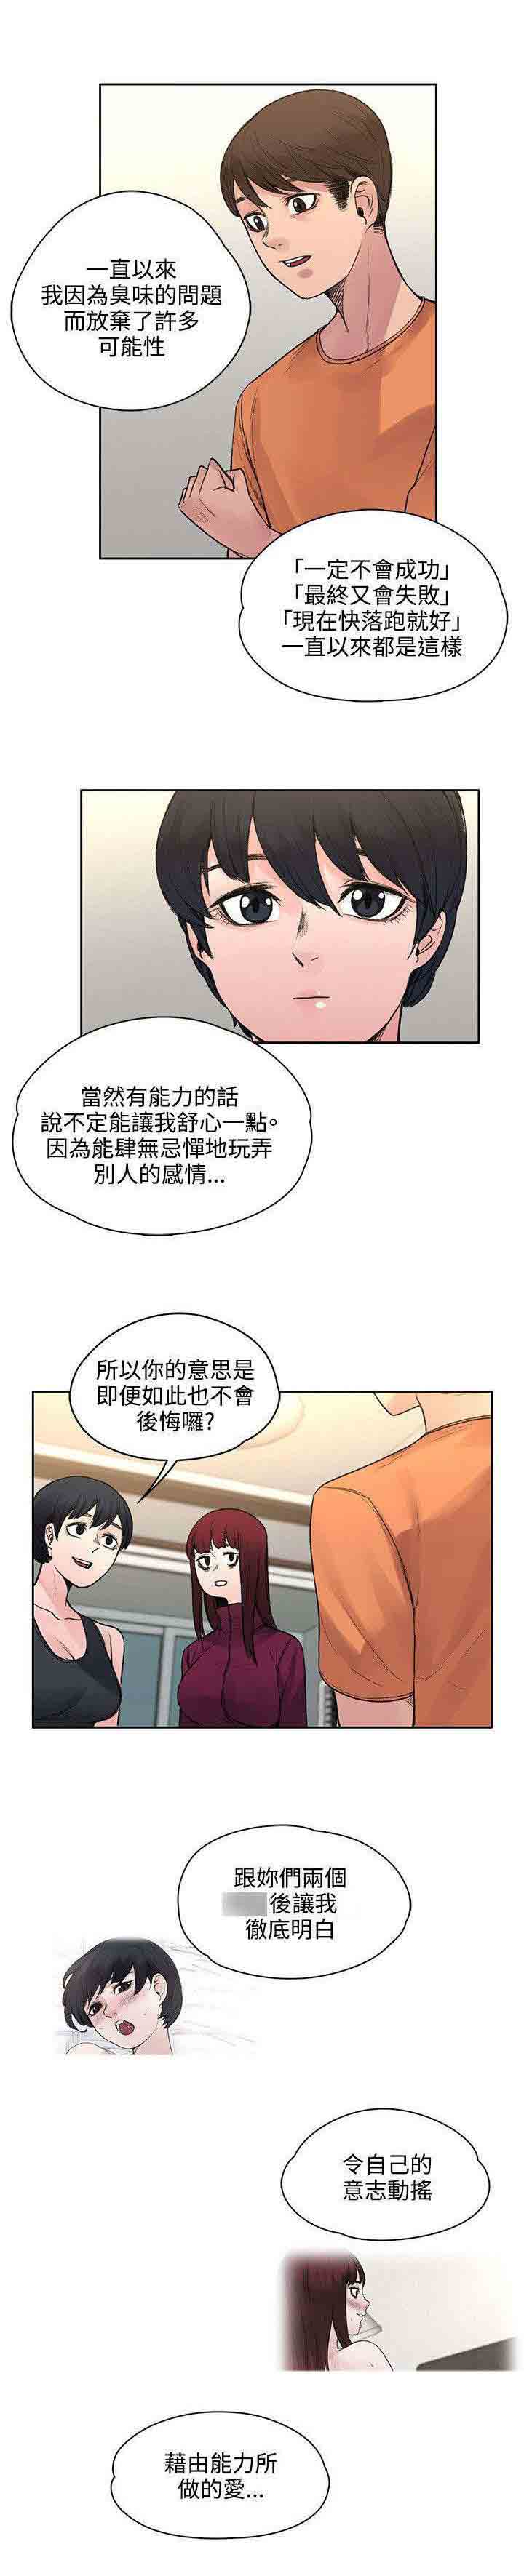 一直以來
我因為臭味的問題
而放棄了許多
可能性
「一定不會成功」
「最終又會失敗」
「現在快落跑就好」
一直以來都是這樣
當然有能力的話
說不定能讓我舒心一點。
因為能肆無忌憚地玩弄
別人的感情...
所以你的意思是
即便如此也不會
後悔囉?
跟妳們兩個
後讓我
徹底明白
令自己的
意志動搖
藉由能力所
做的愛...